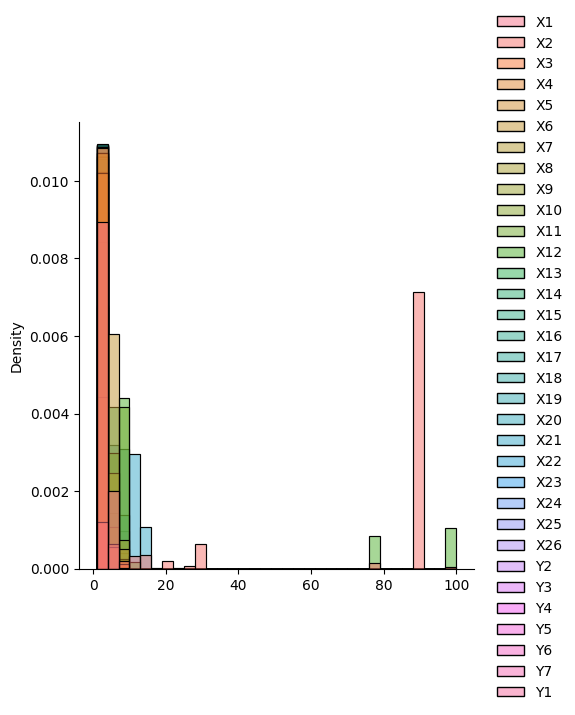 Density
0.010
0.008
0.006
0.004
0.002
0.000
0 20 40 60 80 100
X1
X2
X3
X4
X5
X6
X7
X8
X9
X10
X11
X12
X13
X14
X15
X16
X17
X18
X19
X20
X21
X22
X23
X24
X25
X26
Y2
Y3
Y4
Y5
Y6
Y7
Y1